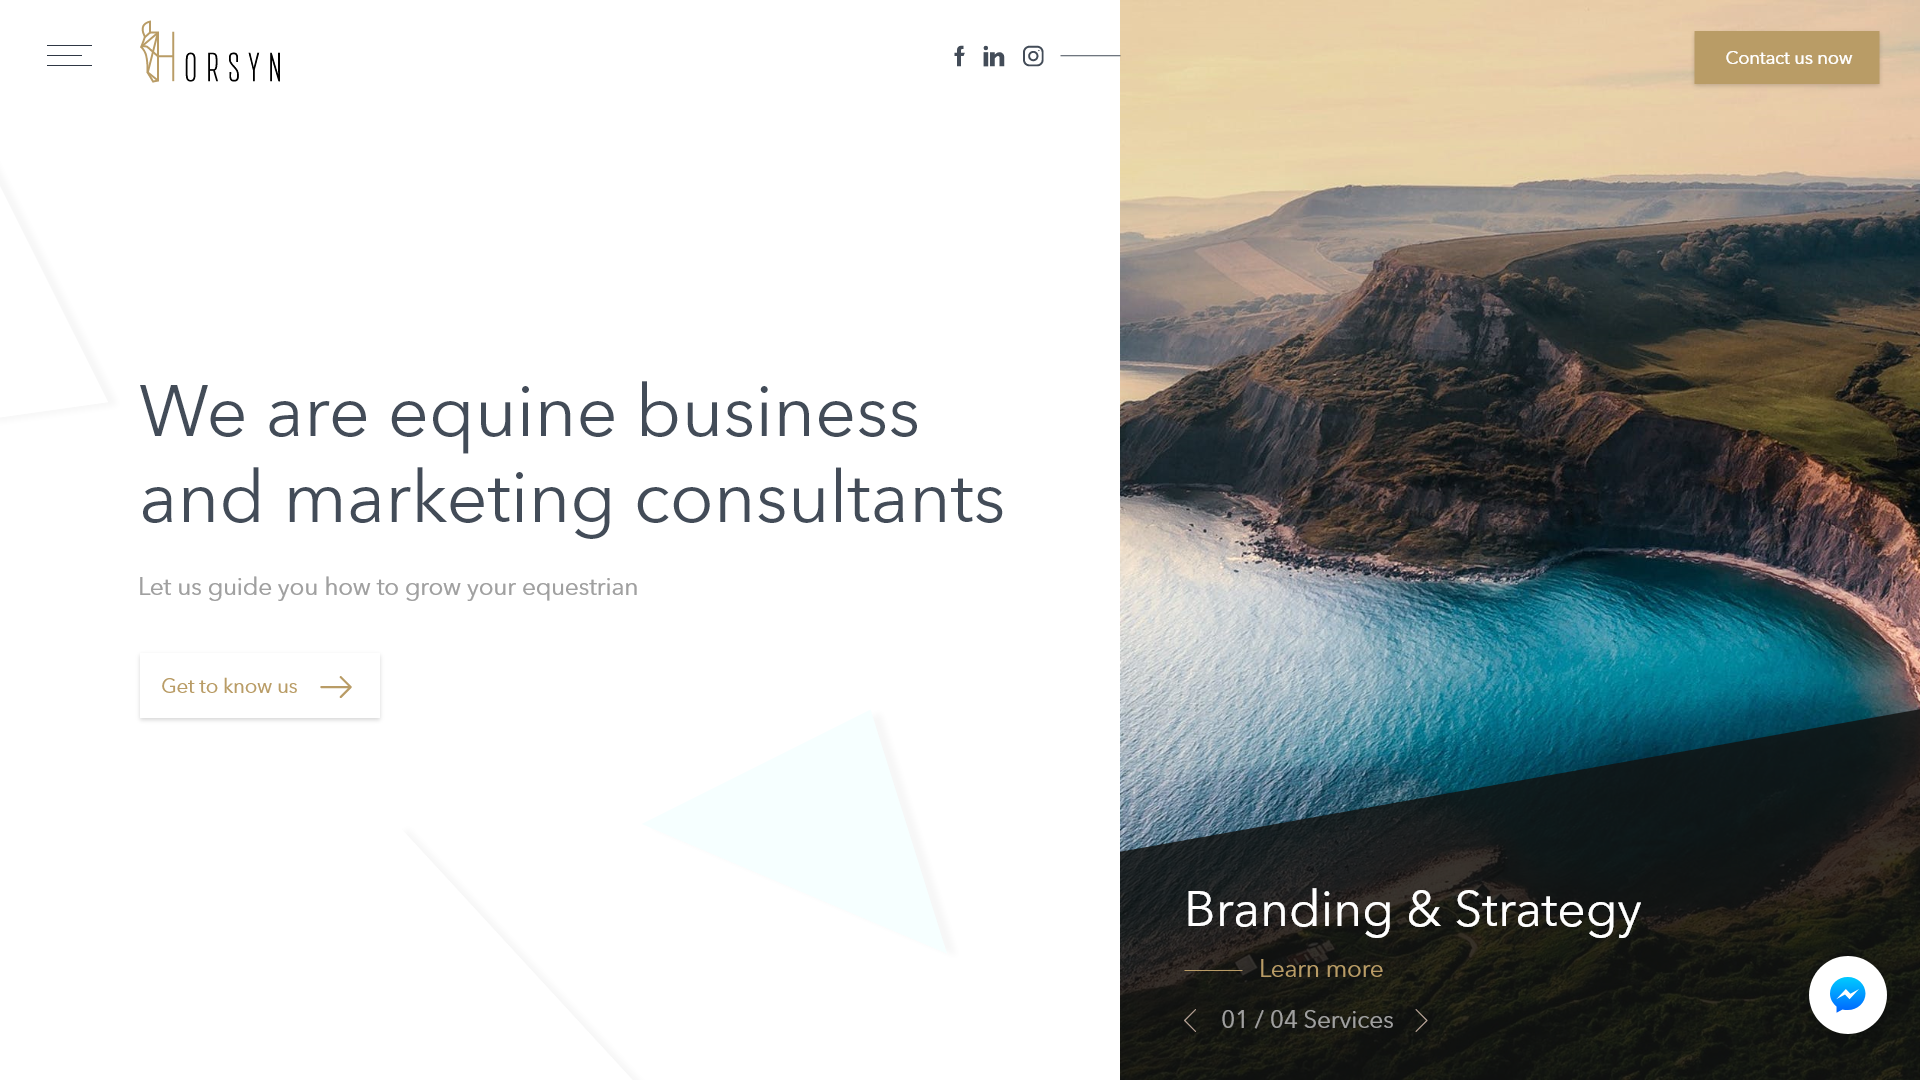 HORSYN
Contact us now
We are equine business
and marketing consultants
Let us guide you how to grow your equestrian
Get to know us
Branding & Strategy
Learn more
01 / 04 Services